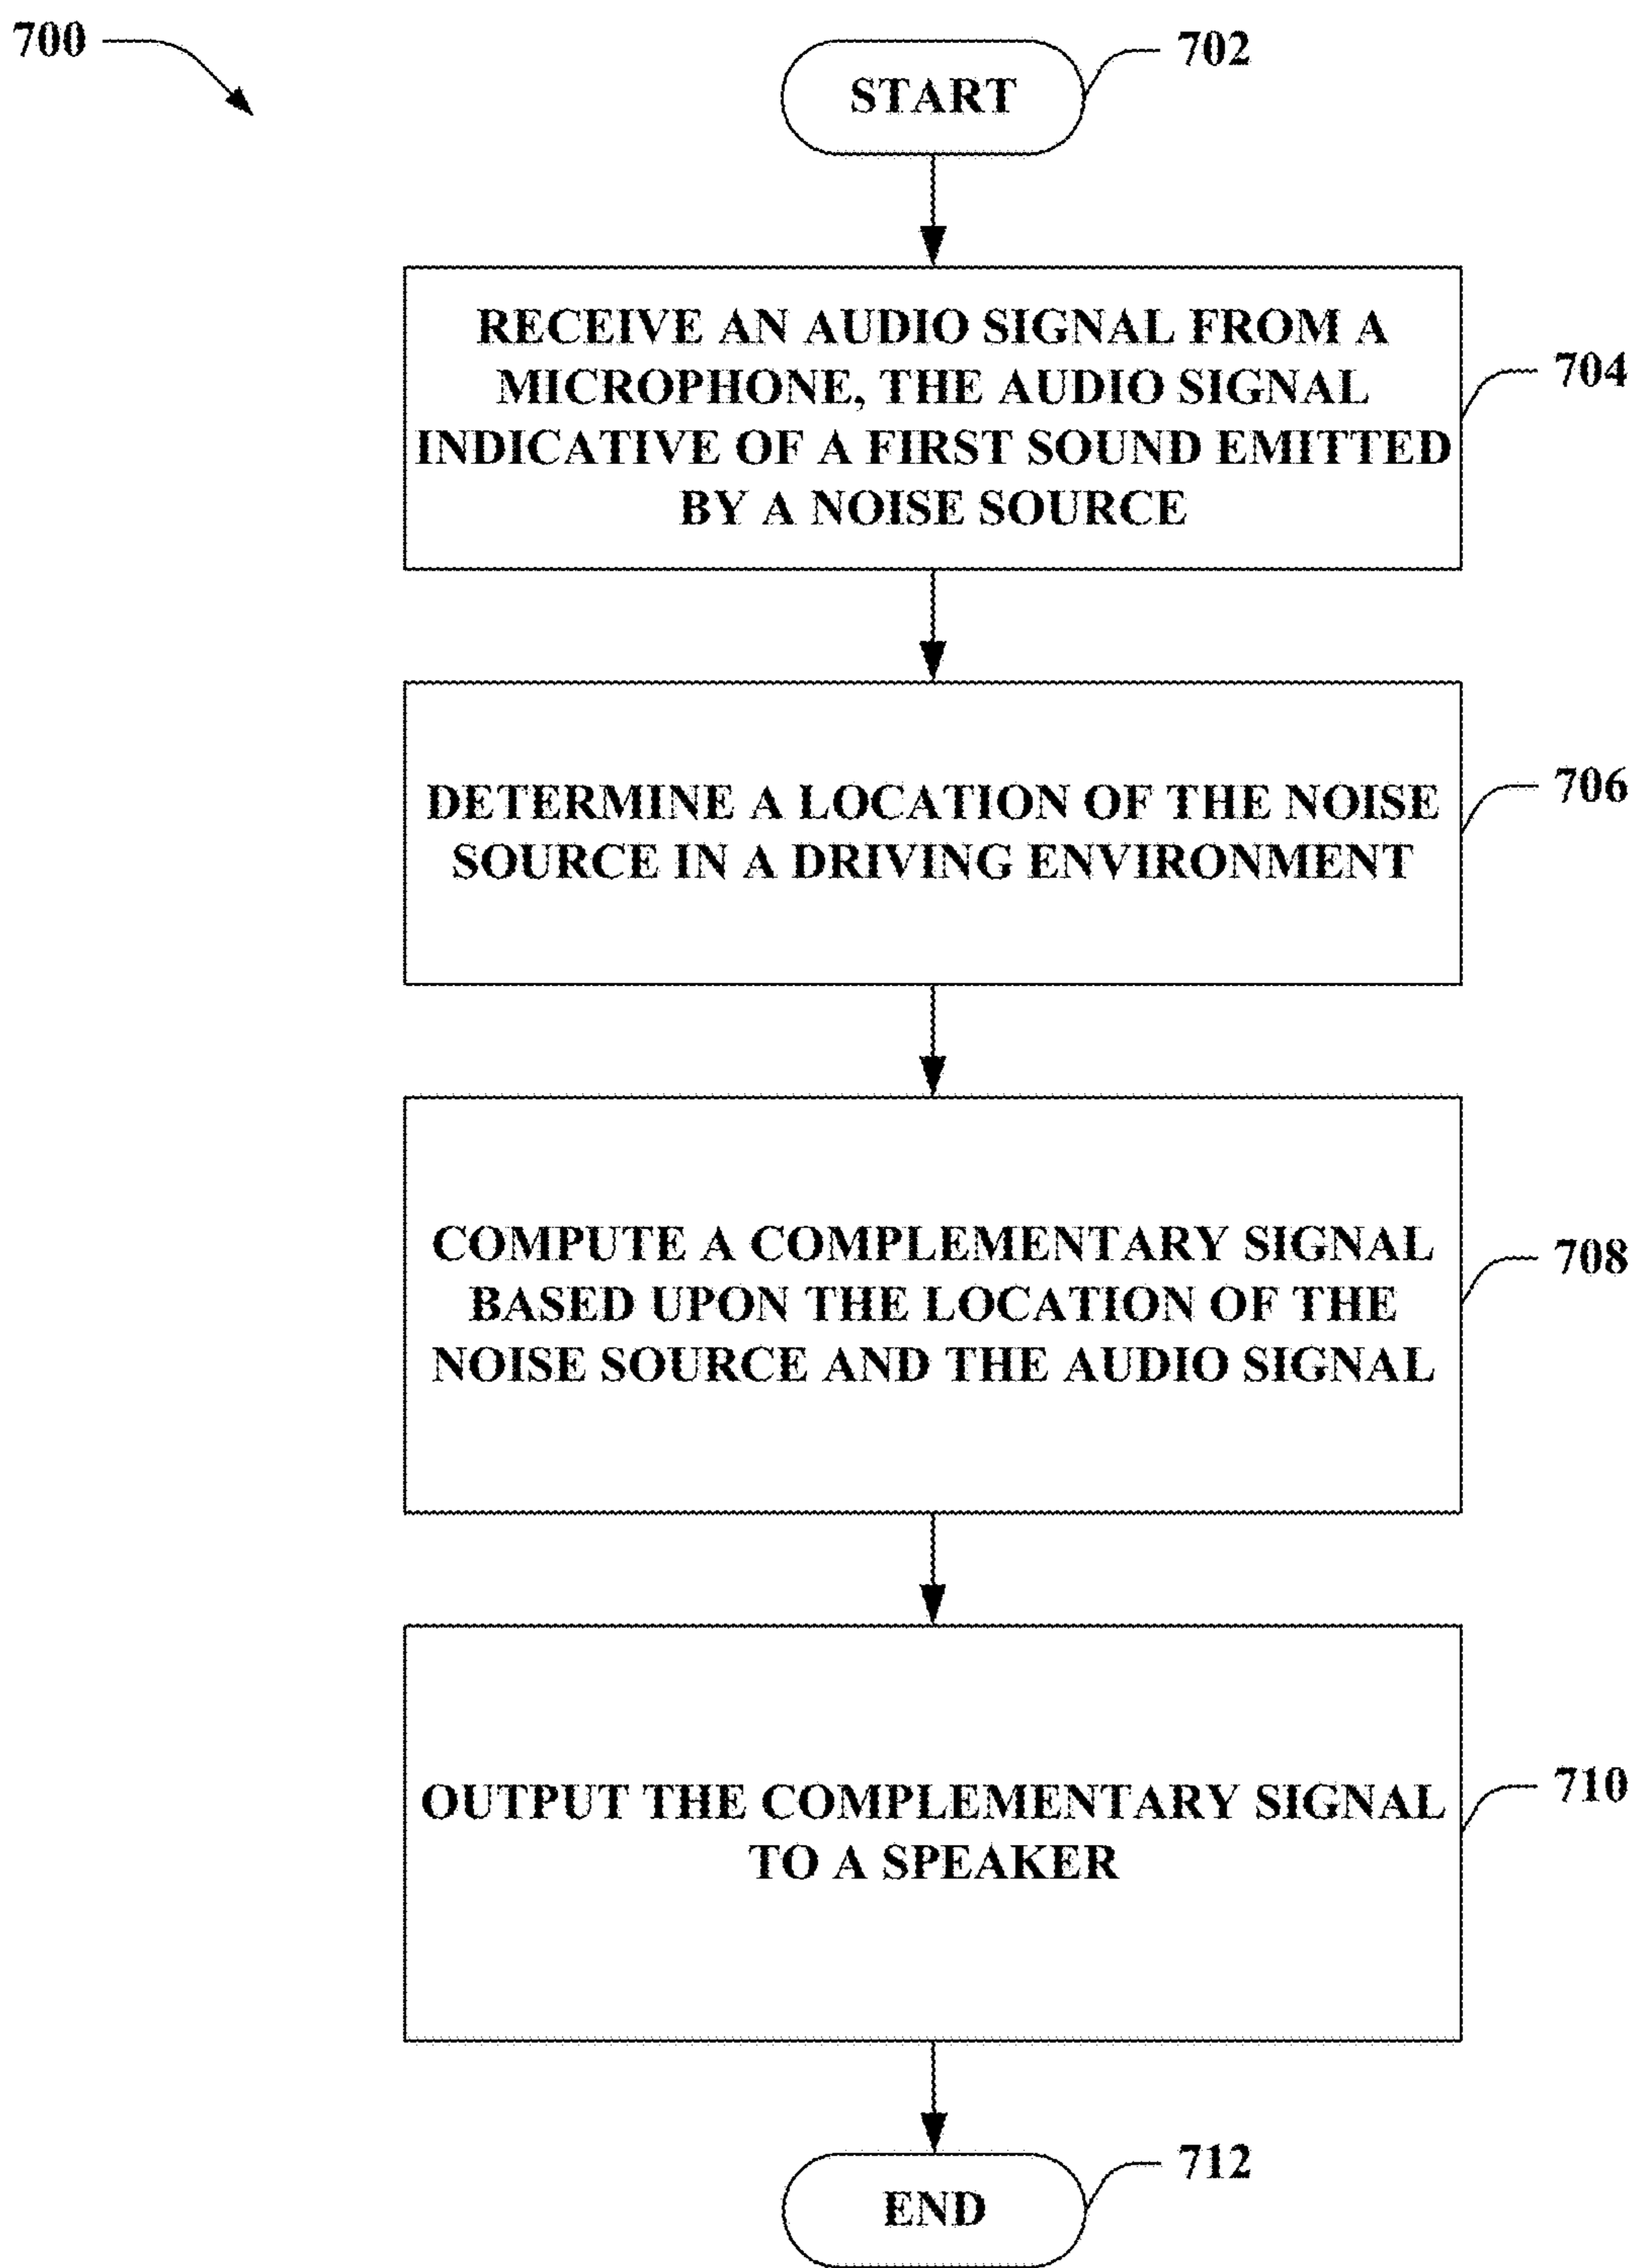 700
START
702
RECEIVE AN AUDIO SIGNAL FROM A
MICROPHONE, THE AUDIO SIGNAL
INDICATIVE OF A FIRST SOUND EMITTED
BY A NOISE SOURCE
704
DETERMINE A LOCATION OF THE NOISE
SOURCE IN A DRIVING ENVIRONMENT
706
COMPUTE A COMPLEMENTARY SIGNAL
BASED UPON THE LOCATION OF THE
NOISE SOURCE AND THE AUDIO SIGNAL
708
OUTPUT THE COMPLEMENTARY SIGNAL
TO A SPEAKER
710
END
712